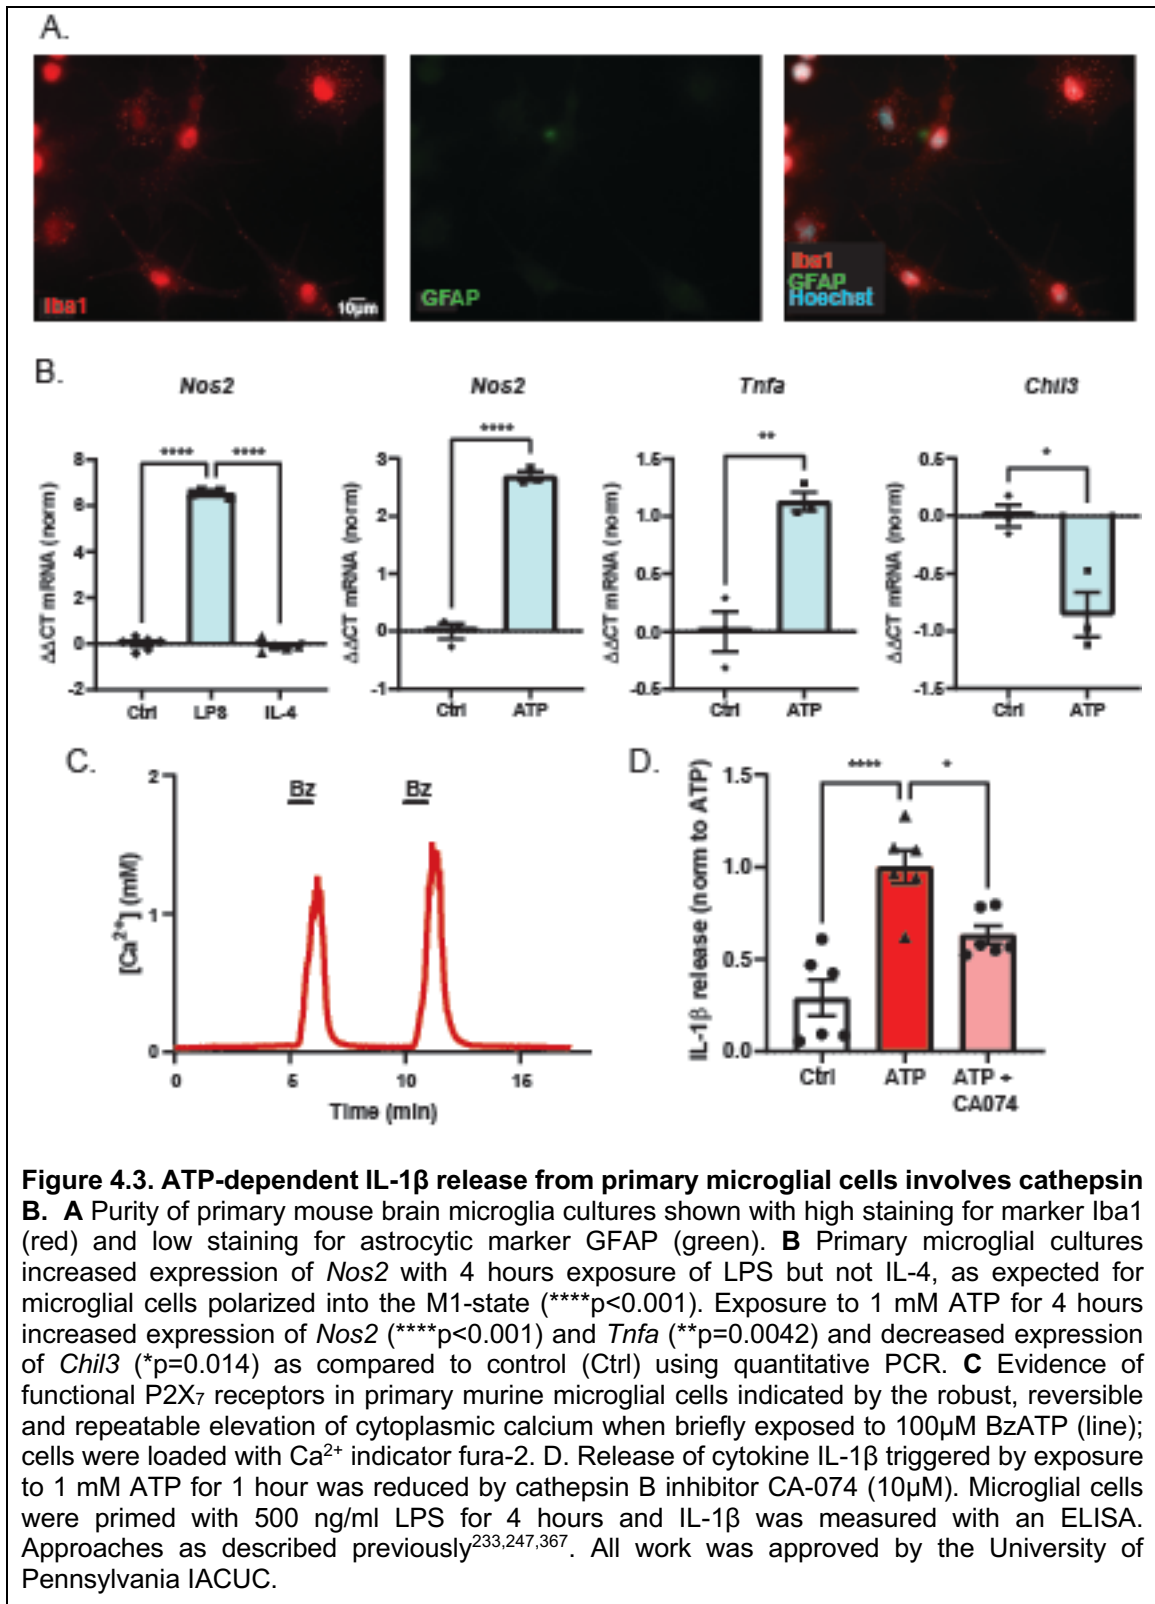 A.
Iba1
10µm
GFAP
Iba1
GFAP
Hoechst
B.
Nos2
Nos2
Tnfa
Chil3
ΔΔCT mRNA (norm)
8
6
4
2
0
-2
****
****
Ctrl
LPS
IL-4
ΔΔCT mRNA (norm)
3
2
1
0
-1
****
Ctrl
ATP
ΔΔCT mRNA (norm)
1.5
1.0
0.5
0.0
-0.5
**
Ctrl
ATP
ΔΔCT mRNA (norm)
0.5
0.0
-0.5
-1.0
-1.5
*
Ctrl
ATP
C.
[Ca²⁺] (mM)
2
1
0
Bz
Bz
0
5
10
15
Time (min)
D.
IL-1β release (norm to ATP)
1.5
1.0
0.5
0.0
****
*
Ctrl
ATP
ATP +
CA074
Figure 4.3. ATP-dependent IL-1β release from primary microglial cells involves cathepsin
B. A Purity of primary mouse brain microglia cultures shown with high staining for marker Iba1
(red) and low staining for astrocytic marker GFAP (green). B Primary microglial cultures
increased expression of Nos2 with 4 hours exposure of LPS but not IL-4, as expected for
microglial cells polarized into the M1-state (****p<0.001). Exposure to 1 mM ATP for 4 hours
increased expression of Nos2 (****p<0.001) and Tnfa (**p=0.0042) and decreased expression
of Chil3 (*p=0.014) as compared to control (Ctrl) using quantitative PCR. C Evidence of
functional P2X₇ receptors in primary murine microglial cells indicated by the robust, reversible
and repeatable elevation of cytoplasmic calcium when briefly exposed to 100µM BzATP (line);
cells were loaded with Ca²⁺ indicator fura-2. D. Release of cytokine IL-1β triggered by exposure
to 1 mM ATP for 1 hour was reduced by cathepsin B inhibitor CA-074 (10µM). Microglial cells
were primed with 500 ng/ml LPS for 4 hours and IL-1β was measured with an ELISA.
Approaches as described previously²³³,²⁴⁷,³⁶⁷. All work was approved by the University of
Pennsylvania IACUC.